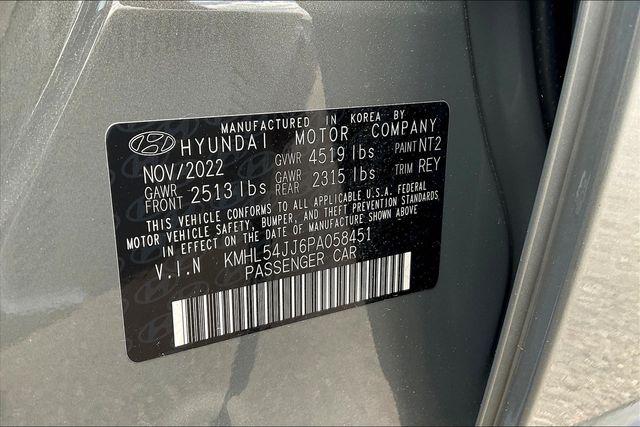 MANUFACTURED IN KOREA BY
HYUNDAI MOTOR COMPANY
NOV/2022 GVWR 4519 lbs PAINT NT2
GAWR FRONT 2513 lbs GAWR REAR 2315 lbs TRIM REY
THIS VEHICLE CONFORMS TO ALL APPLICABLE U.S.A. FEDERAL
MOTOR VEHICLE SAFETY, BUMPER, AND THEFT PREVENTION STANDARDS
IN EFFECT ON THE DATE OF MANUFACTURE SHOWN ABOVE
V.I.N KMHL54JJ6PA058451
PASSENGER CAR